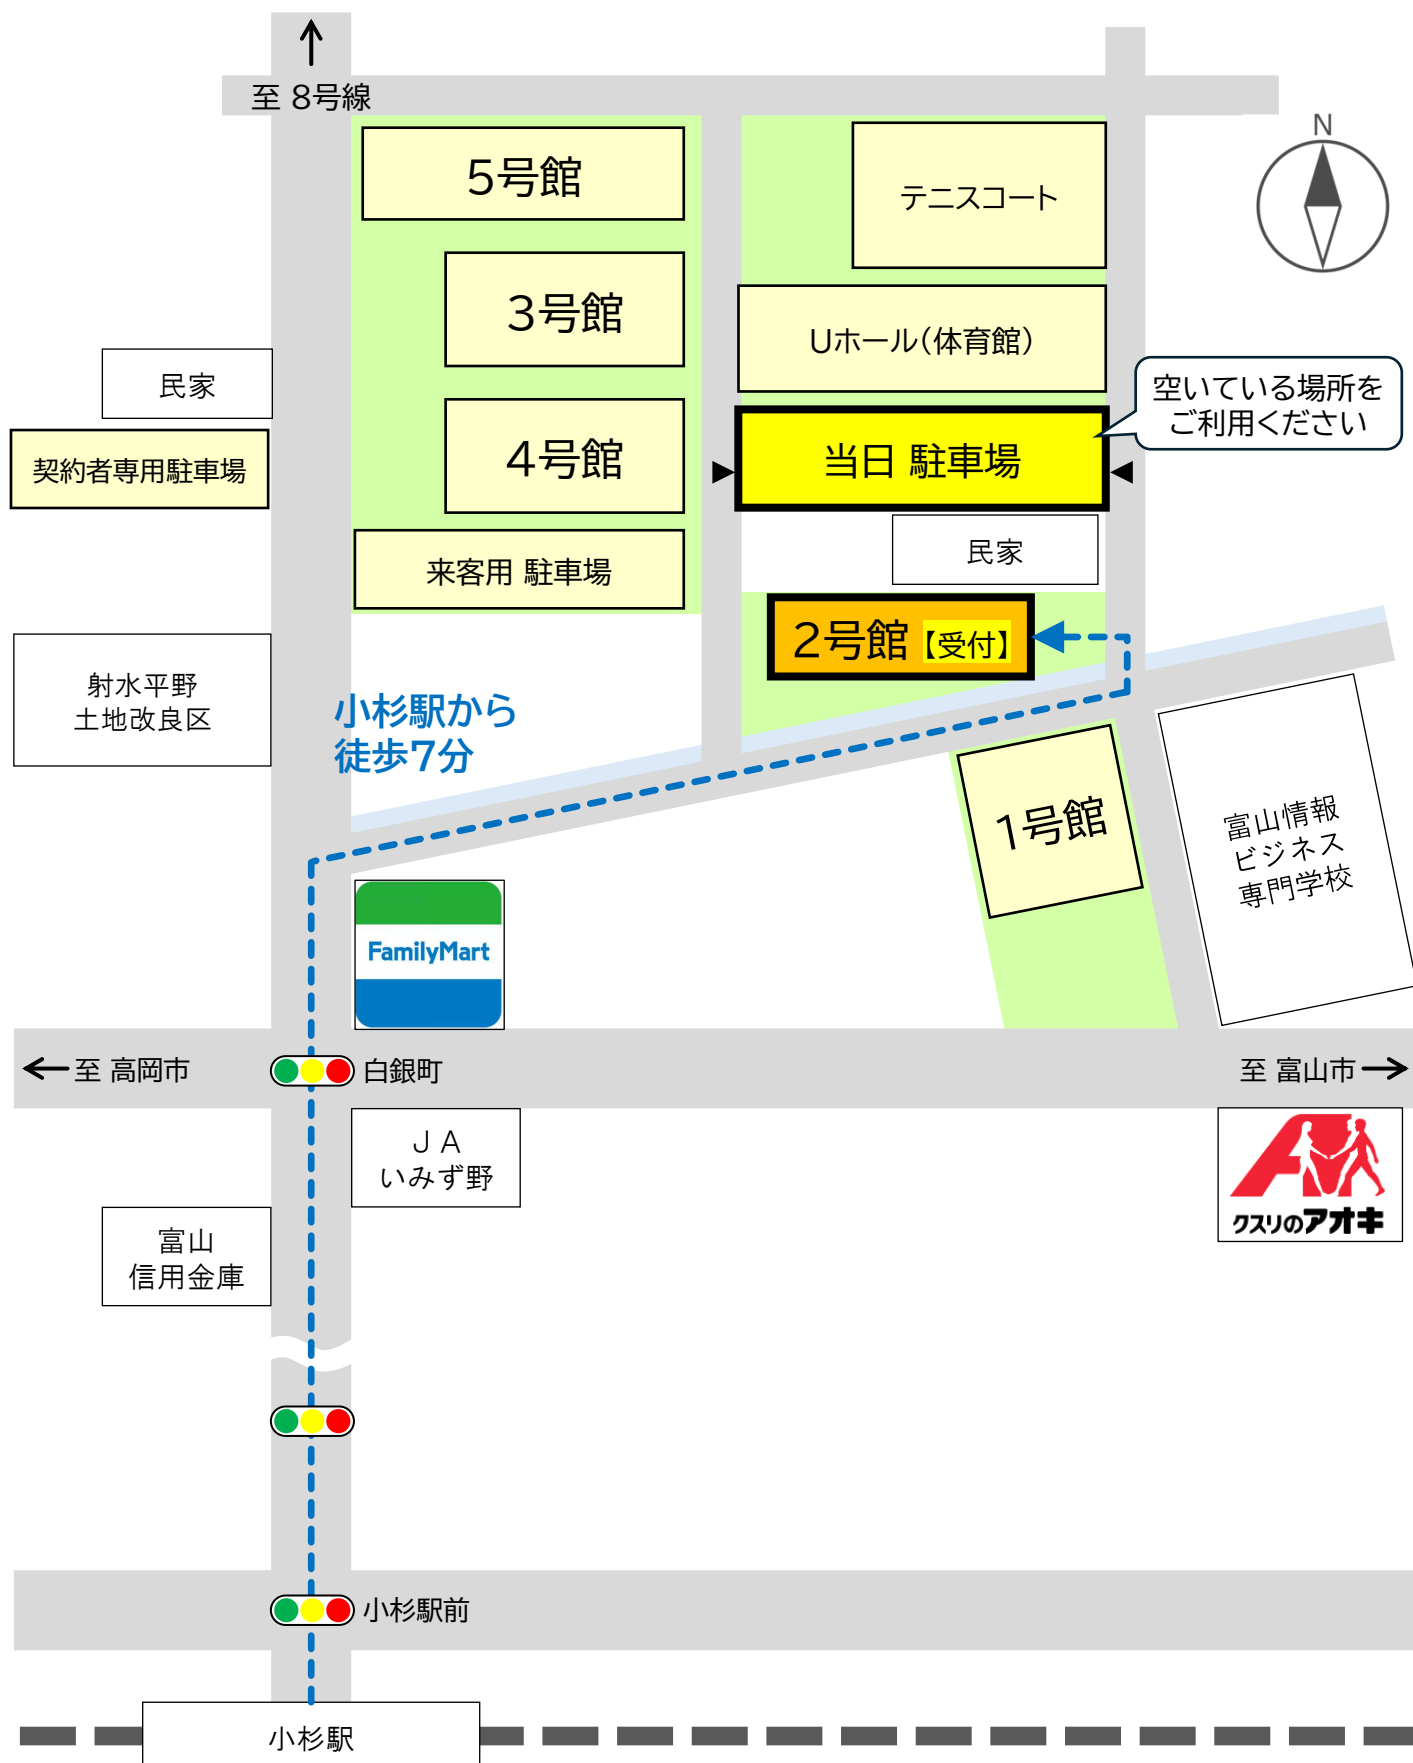 至 8号線
N
5号館
テニスコート
3号館
Uホール(体育館)
民家
空いている場所を
ご利用ください
契約者専用駐車場
4号館
当日 駐車場
民家
来客用 駐車場
2号館【受付】
射水平野
土地改良区
小杉駅から
徒歩7分
1号館
富山情報
ビジネス
専門学校
FamilyMart
至 高岡市
白銀町
至 富山市
JA
いみず野
クスリのアオキ
富山
信用金庫
小杉駅前
小杉駅